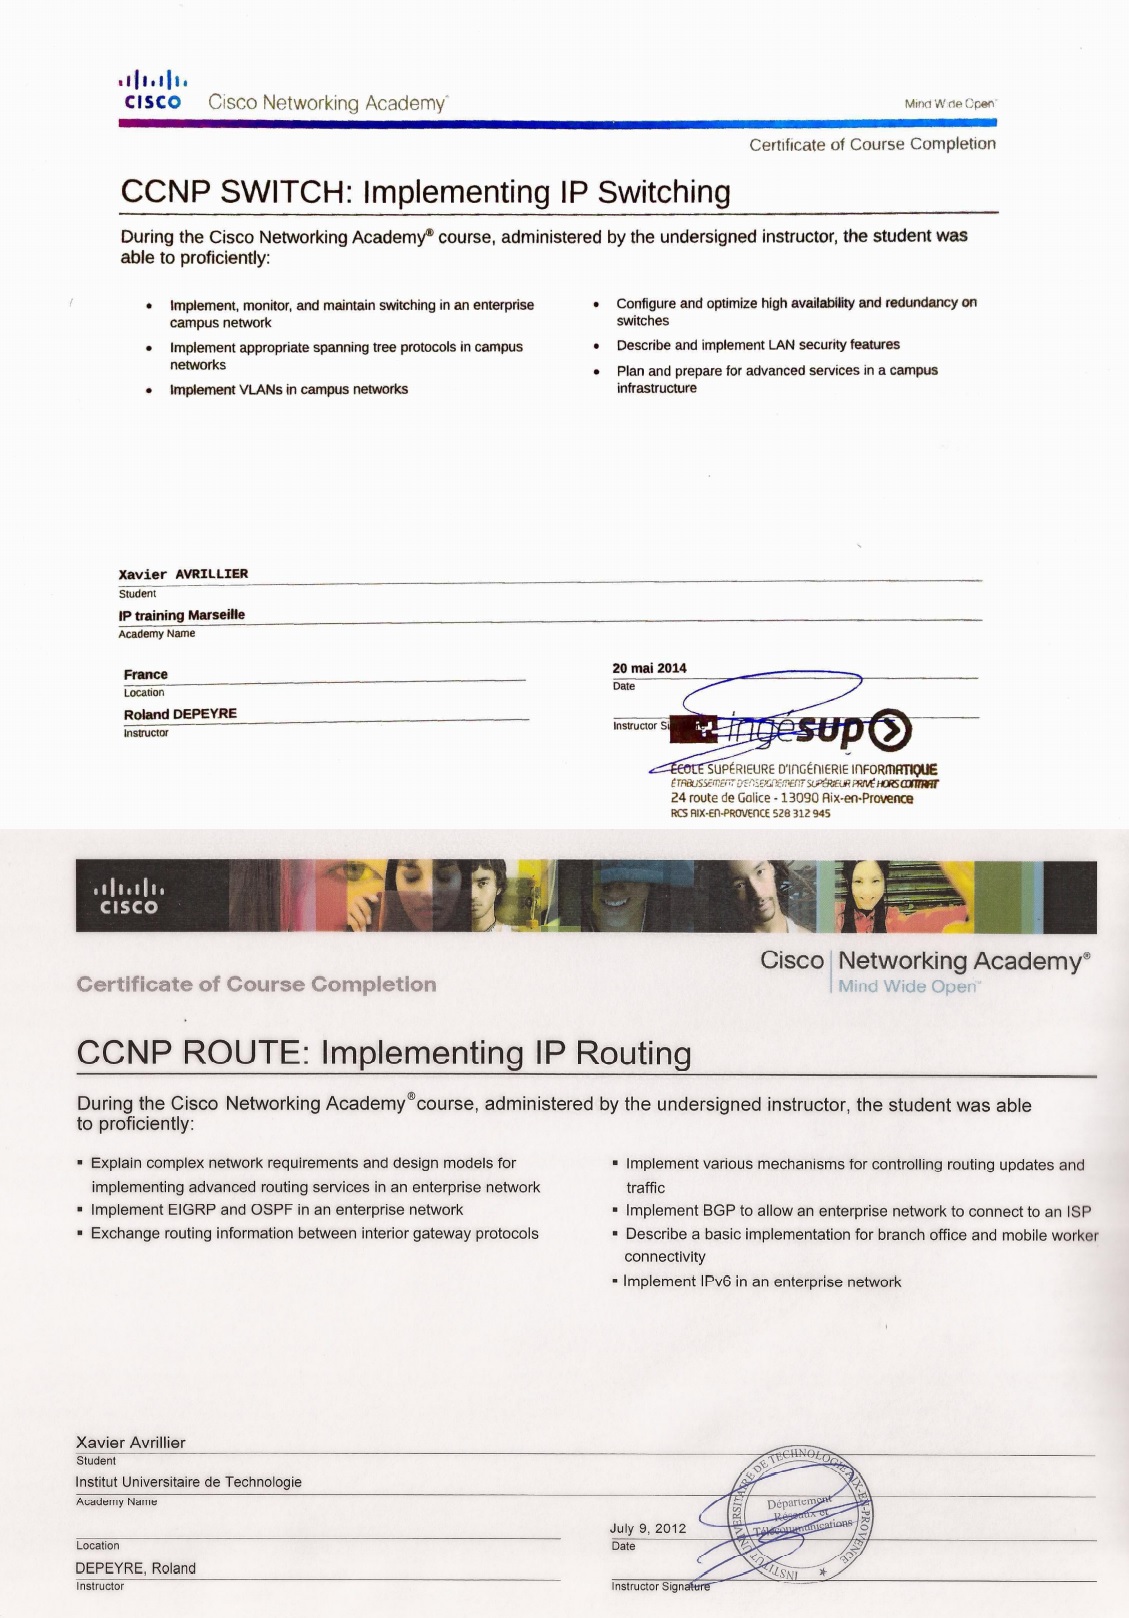 CISCO Cisco Networking Academy®
Mind Wide Open™
Certificate of Course Completion
CCNP SWITCH: Implementing IP Switching
During the Cisco Networking Academy® course, administered by the undersigned instructor, the student was
able to proficiently:
• Implement, monitor, and maintain switching in an enterprise
campus network
• Implement appropriate spanning tree protocols in campus
networks
• Implement VLANs in campus networks
• Configure and optimize high availability and redundancy on
switches
• Describe and implement LAN security features
• Plan and prepare for advanced services in a campus
infrastructure
Xavier AVRILLIER
Student
IP training Marseille
Academy Name
France
Location
Roland DEPEYRE
Instructor
20 mai 2014
Date
Instructor Si
ingésup
ÉCOLE SUPÉRIEURE D'INGÉNIERIE INFORMATIQUE
ÉTABLISSEMENT D'ENSEIGNEMENT SUPÉRIEUR PRIVÉ HORS CONTRAT
24 route de Galice - 13090 Aix-en-Provence
RCS AIX-EN-PROVENCE 528 312 945
CISCO
Cisco Networking Academy®
Mind Wide Open™
Certificate of Course Completion
CCNP ROUTE: Implementing IP Routing
During the Cisco Networking Academy® course, administered by the undersigned instructor, the student was able
to proficiently:
▪ Explain complex network requirements and design models for
implementing advanced routing services in an enterprise network
▪ Implement EIGRP and OSPF in an enterprise network
▪ Exchange routing information between interior gateway protocols
▪ Implement various mechanisms for controlling routing updates and
traffic
▪ Implement BGP to allow an enterprise network to connect to an ISP
▪ Describe a basic implementation for branch office and mobile worker
connectivity
▪ Implement IPv6 in an enterprise network
Xavier Avrillier
Student
Institut Universitaire de Technologie
Academy Name
Location
DEPEYRE, Roland
Instructor
July 9, 2012
Date
Instructor Signature
INSTITUT UNIVERSITAIRE DE TECHNOLOGIE AIX-EN-PROVENCE
Département
Réseaux et
Télécommunications